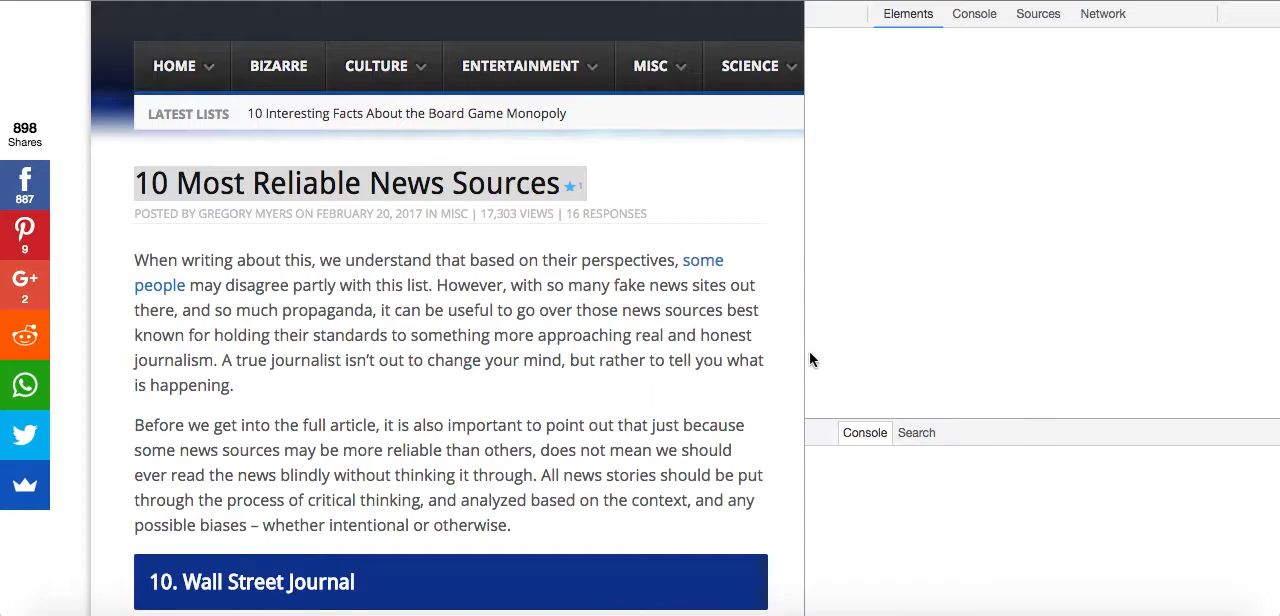 Elements Console Sources Network
HOME BIZARRE CULTURE ENTERTAINMENT MISC SCIENCE
LATEST LISTS 10 Interesting Facts About the Board Game Monopoly
898
Shares
887
9
G+
2
10 Most Reliable News Sources 1
POSTED BY GREGORY MYERS ON FEBRUARY 20, 2017 IN MISC | 17,303 VIEWS | 16 RESPONSES
When writing about this, we understand that based on their perspectives, some
people may disagree partly with this list. However, with so many fake news sites out
there, and so much propaganda, it can be useful to go over those news sources best
known for holding their standards to something more approaching real and honest
journalism. A true journalist isn’t out to change your mind, but rather to tell you what
is happening.
Before we get into the full article, it is also important to point out that just because
some news sources may be more reliable than others, does not mean we should
ever read the news blindly without thinking it through. All news stories should be put
through the process of critical thinking, and analyzed based on the context, and any
possible biases – whether intentional or otherwise.
10. Wall Street Journal
Console Search